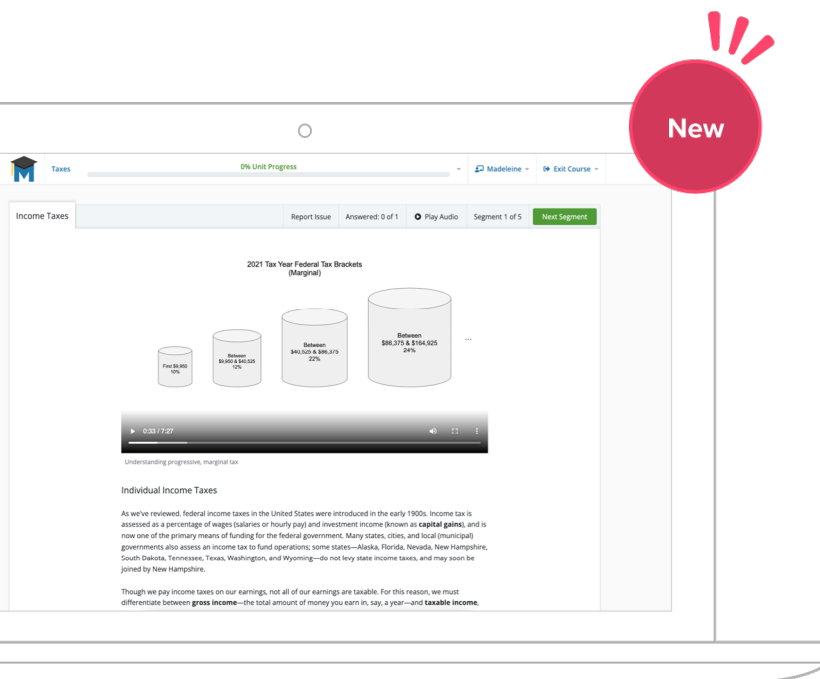 New
Taxes
0% Unit Progress
Madeleine
Exit Course
Income Taxes
Report Issue
Answered: 0 of 1
Play Audio
Segment 1 of 5
Next Segment
2021 Tax Year Federal Tax Brackets
(Marginal)
First $9,950
10%
Between
$9,950 & $40,525
12%
Between
$40,525 & $86,375
22%
Between
$86,375 & $164,925
24%
...
0:33 / 7:27
Understanding progressive, marginal tax
Individual Income Taxes
As we've reviewed, federal income taxes in the United States were introduced in the early 1900s. Income tax is
assessed as a percentage of wages (salaries or hourly pay) and investment income (known as capital gains), and is
now one of the primary means of funding for the federal government. Many states, cities, and local (municipal)
governments also assess an income tax to fund operations; some states—Alaska, Florida, Nevada, New Hampshire,
South Dakota, Tennessee, Texas, Washington, and Wyoming—do not levy state income taxes, and may soon be
joined by New Hampshire.
Though we pay income taxes on our earnings, not all of our earnings are taxable. For this reason, we must
differentiate between gross income—the total amount of money you earn in, say, a year—and taxable income,